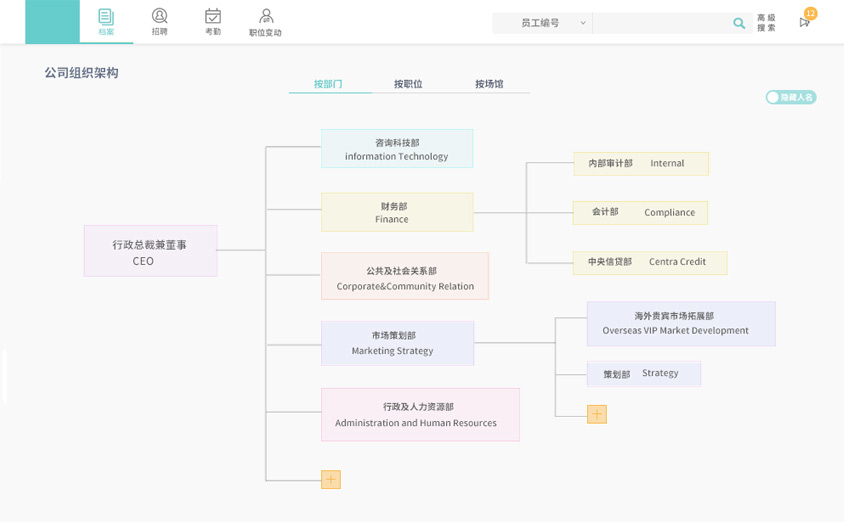 档案
招聘
考勤
职位变动
员工编号
高 级
搜 索
12
公司组织架构
按部门
按职位
按场馆
隐藏人名
行政总裁兼董事
CEO
咨询科技部
information Technology
财务部
Finance
公共及社会关系部
Corporate&Community Relation
市场策划部
Marketing Strategy
行政及人力资源部
Administration and Human Resources
内部审计部 Internal
会计部 Compliance
中央信贷部 Centra Credit
海外贵宾市场拓展部
Overseas VIP Market Development
策划部 Strategy